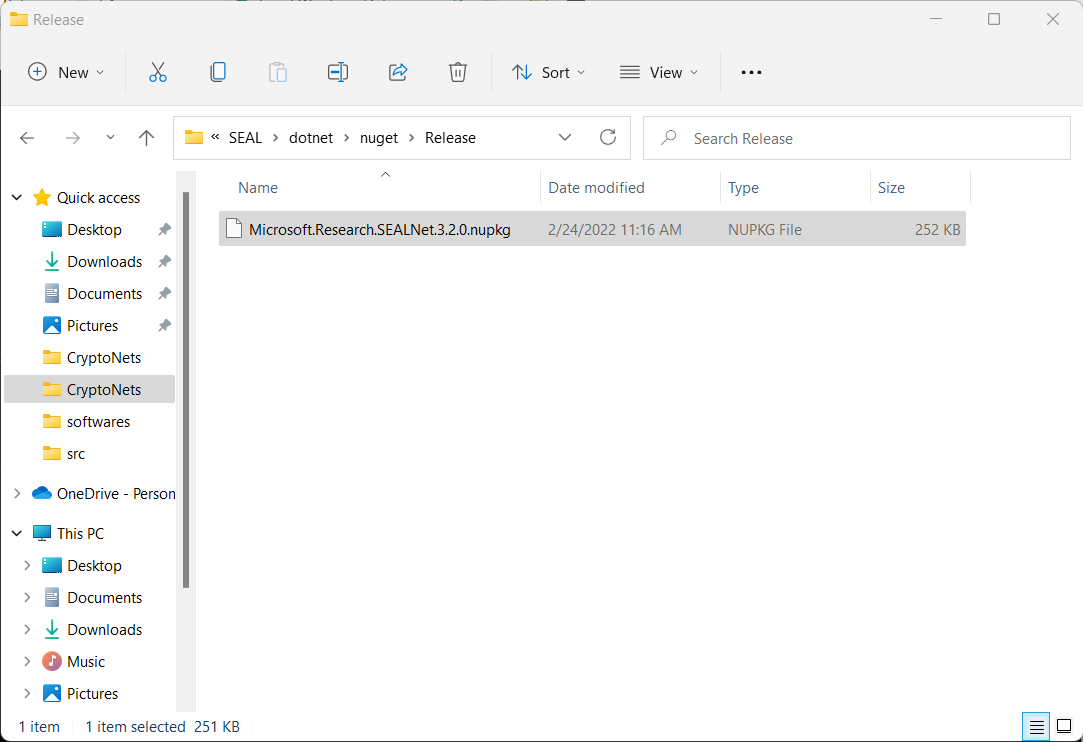 Release
New
Sort
View
« SEAL > dotnet > nuget > Release
Search Release
Name Date modified Type Size
Microsoft.Research.SEALNet.3.2.0.nupkg 2/24/2022 11:16 AM NUPKG File 252 KB
Quick access
Desktop
Downloads
Documents
Pictures
CryptoNets
CryptoNets
softwares
src
OneDrive - Person
This PC
Desktop
Documents
Downloads
Music
Pictures
1 item 1 item selected 251 KB